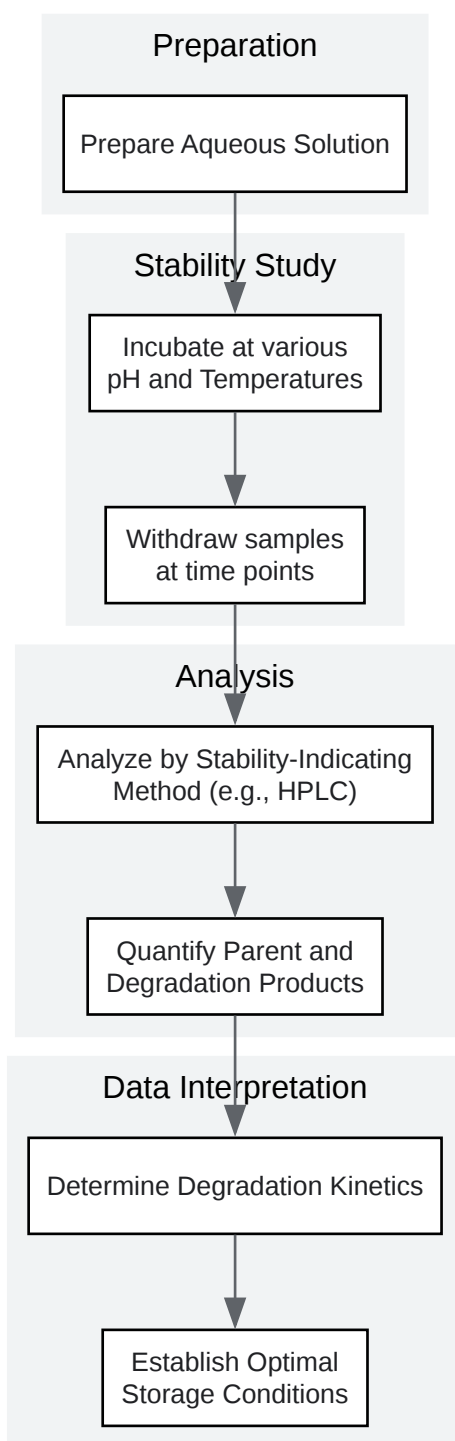 Preparation
Prepare Aqueous Solution
Stability Study
Incubate at various
pH and Temperatures
Withdraw samples
at time points
Analysis
Analyze by Stability-Indicating
Method (e.g., HPLC)
Quantify Parent and
Degradation Products
Data Interpretation
Determine Degradation Kinetics
Establish Optimal
Storage Conditions